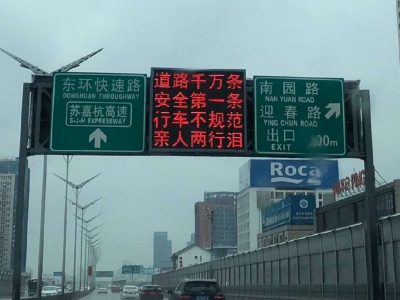 东环快速路
DONGHUAN THROUGHWAY
苏嘉杭高速
S-J-H EXPRESSWAY
道路千万条
安全第一条
行车不规范
亲人两行泪
南园路
NAN YUAN ROAD
迎春路
YING CHUN ROAD
出口
EXIT
300m
Roca